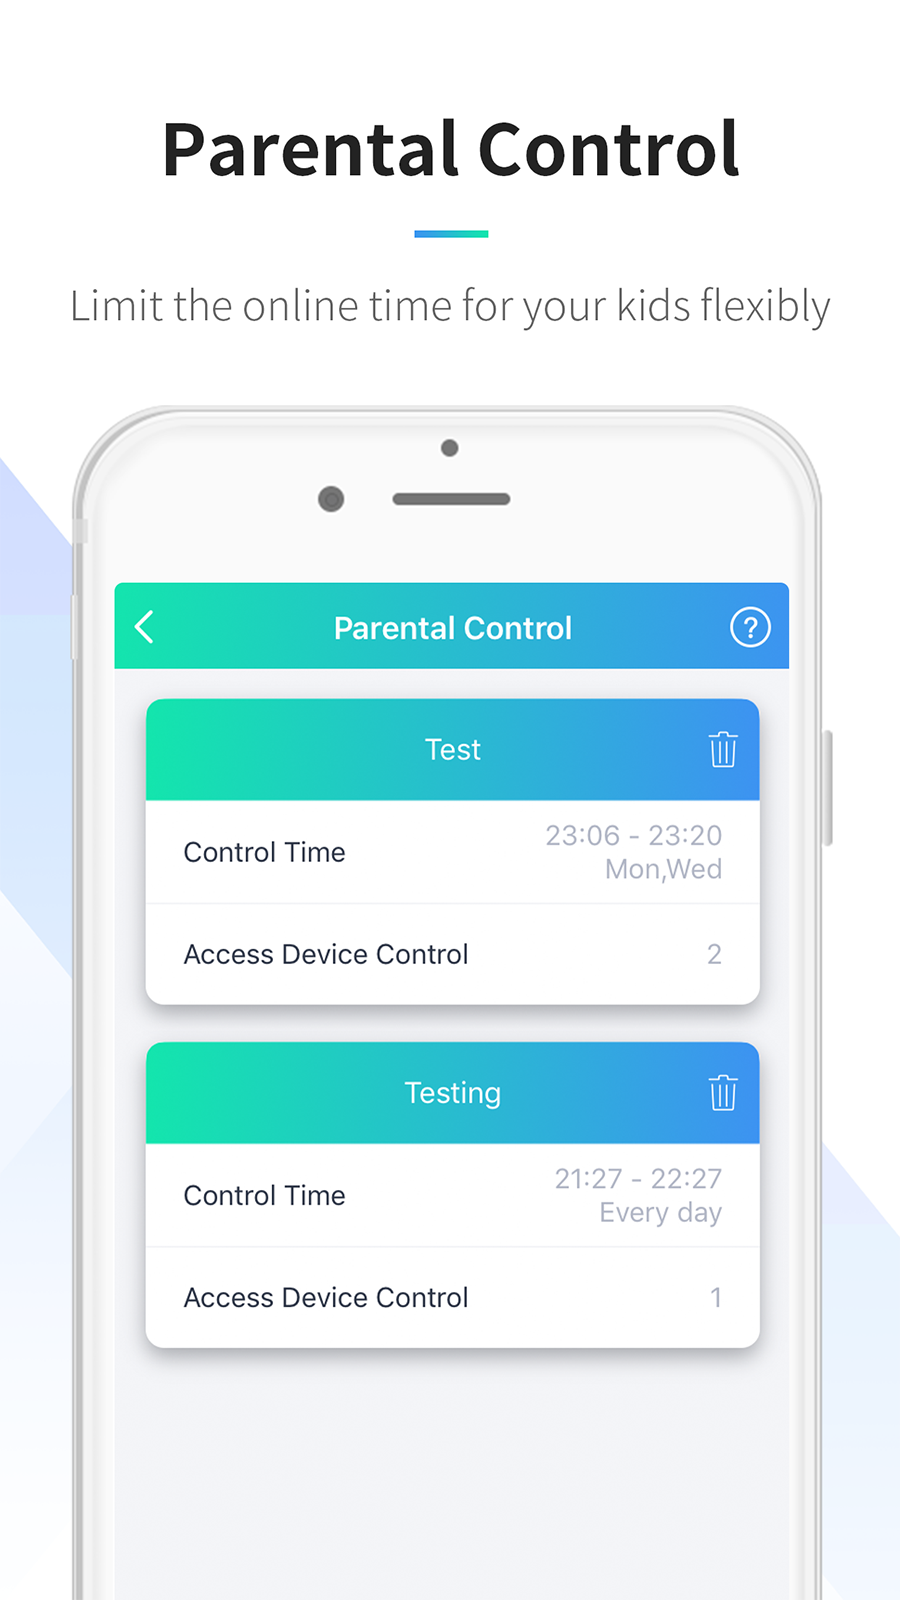 Parental Control
Limit the online time for your kids flexibly
Parental Control
?
Test
Control Time
23:06 - 23:20
Mon,Wed
Access Device Control
2
Testing
Control Time
21:27 - 22:27
Every day
Access Device Control
1